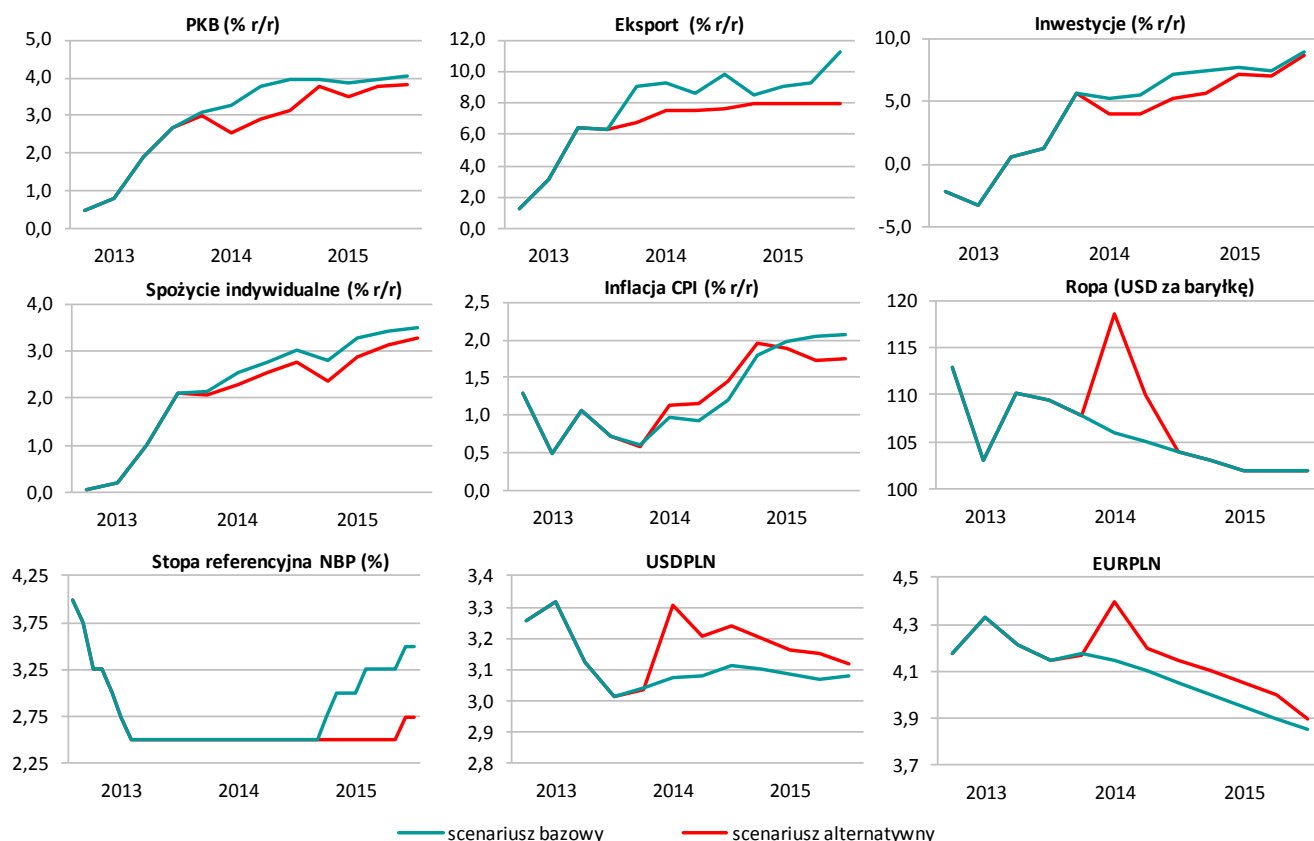 PKB (% r/r)
5,0
4,0
3,0
2,0
1,0
0,0
2013 2014 2015
Eksport (% r/r)
12,0
10,0
8,0
6,0
4,0
2,0
0,0
2013 2014 2015
Inwestycje (% r/r)
10,0
5,0
0,0
-5,0
2013 2014 2015
Spożycie indywidualne (% r/r)
4,0
3,0
2,0
1,0
0,0
2013 2014 2015
Inflacja CPI (% r/r)
2,5
2,0
1,5
1,0
0,5
0,0
2013 2014 2015
Ropa (USD za baryłkę)
120
115
110
105
100
2013 2014 2015
Stopa referencyjna NBP (%)
4,25
3,75
3,25
2,75
2,25
2013 2014 2015
USDPLN
3,4
3,3
3,2
3,1
3,0
2,9
2,8
2013 2014 2015
EURPLN
4,5
4,3
4,1
3,9
3,7
2013 2014 2015
scenariusz bazowy scenariusz alternatywny